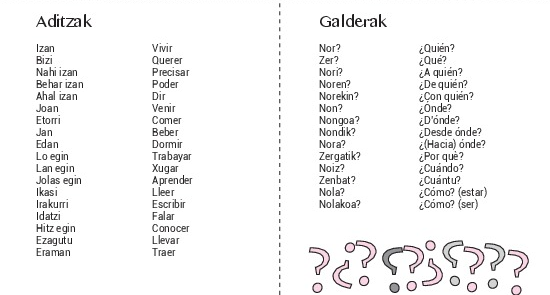 Aditzak
Izan Vivir
Bizi Querer
Nahi izan Precisar
Behar izan Poder
Ahal izan Dir
Joan Venir
Etorri Comer
Jan Beber
Edan Dormir
Lo egin Trabayar
Lan egin Xugar
Jolas egin Aprender
Ikasi Lleer
Irakurri Escribir
Idatzi Falar
Hitz egin Conocer
Ezagutu Llevar
Eraman Traer
Galderak
Nor? ¿Quién?
Zer? ¿Qué?
Nori? ¿A quién?
Noren? ¿De quién?
Norekin? ¿Con quién?
Non? ¿Ónde?
Nongoa? ¿D'ónde?
Nondik? ¿Desde ónde?
Nora? ¿(Hacia) ónde?
Zergatik? ¿Por què?
Noiz? ¿Cuándo?
Zenbat? ¿Cuántu?
Nola? ¿Cómo? (estar)
Nolakoa? ¿Cómo? (ser)